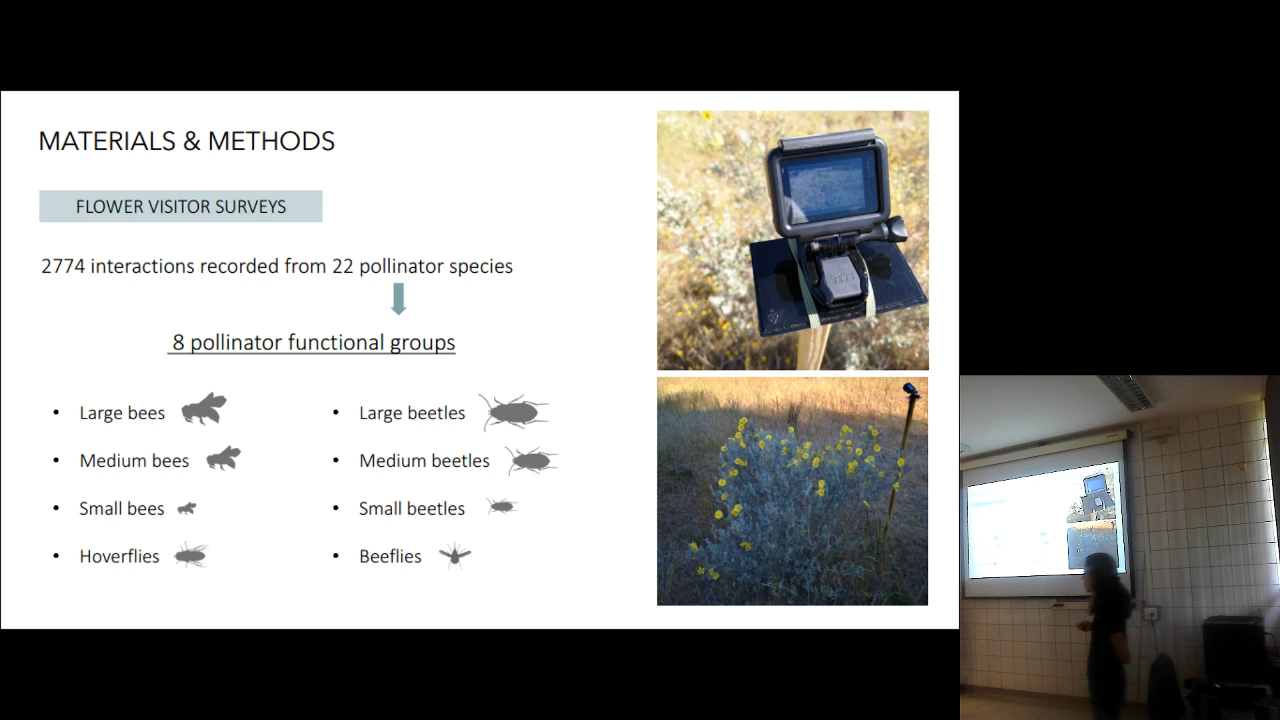 MATERIALS & METHODS
FLOWER VISITOR SURVEYS
2774 interactions recorded from 22 pollinator species
8 pollinator functional groups
• Large bees
• Medium bees
• Small bees
• Hoverflies
• Large beetles
• Medium beetles
• Small beetles
• Beeflies